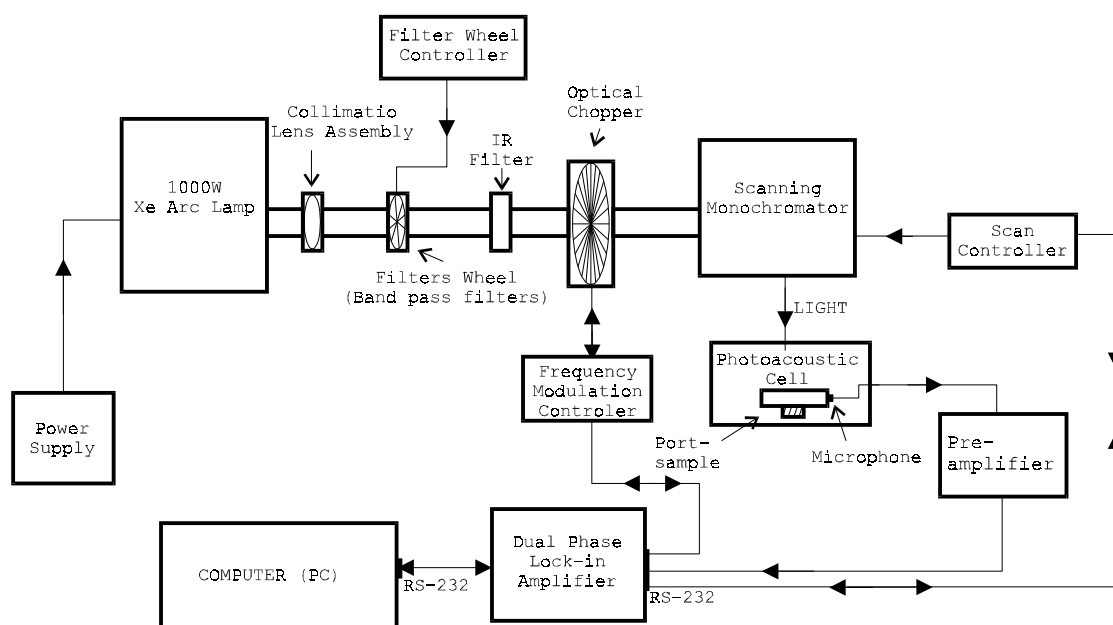 Filter Wheel
Controller
Optical
Chopper
Collimatio
Lens Assembly
IR
Filter
1000W
Xe Arc Lamp
Scanning
Monochromator
Scan
Controller
Filters Wheel
(Band pass filters)
LIGHT
Photoacoustic
Cell
Frequency
Modulation
Controler
Power
Supply
Port-
sample
Microphone
Pre-
amplifier
Dual Phase
Lock-in
Amplifier
COMPUTER (PC)
RS-232
RS-232